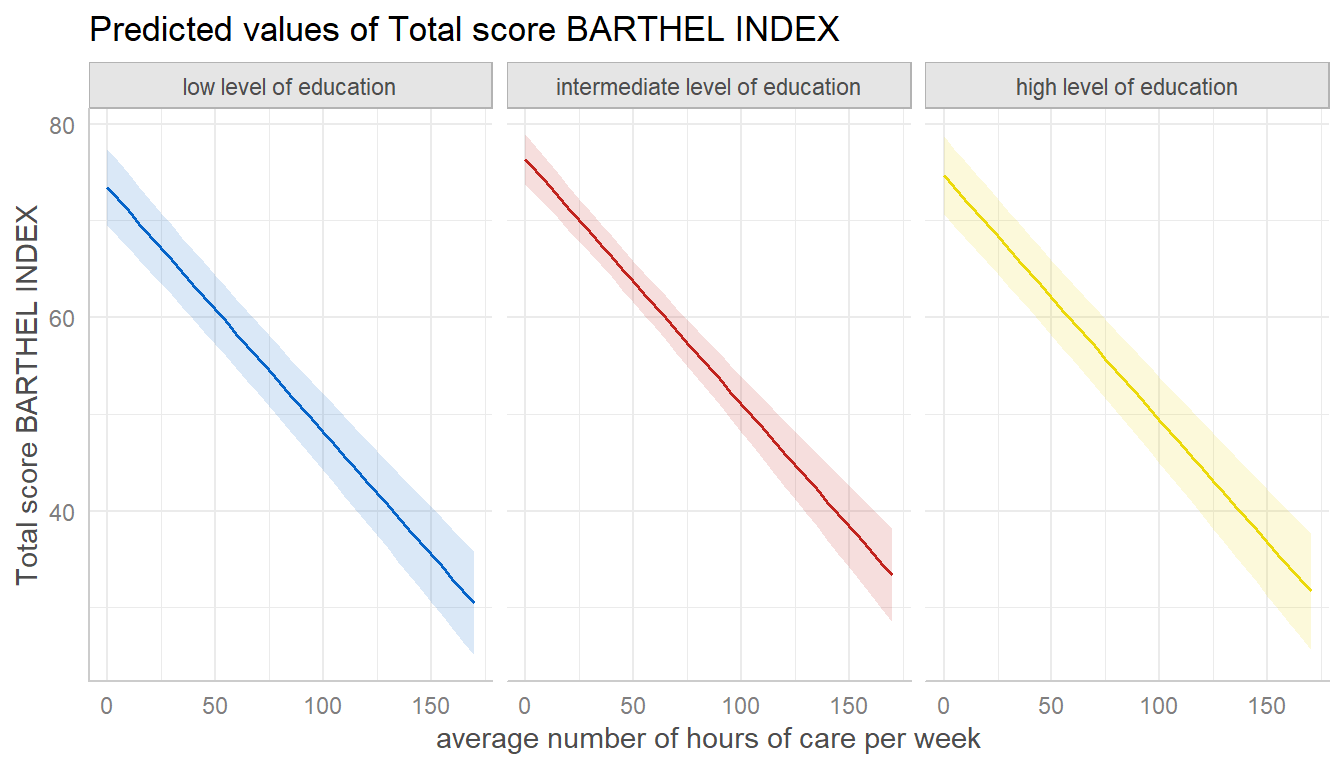 Predicted values of Total score BARTHEL INDEX
low level of education
intermediate level of education
high level of education
Total score BARTHEL INDEX
80
60
40
0 50 100 150
0 50 100 150
0 50 100 150
average number of hours of care per week